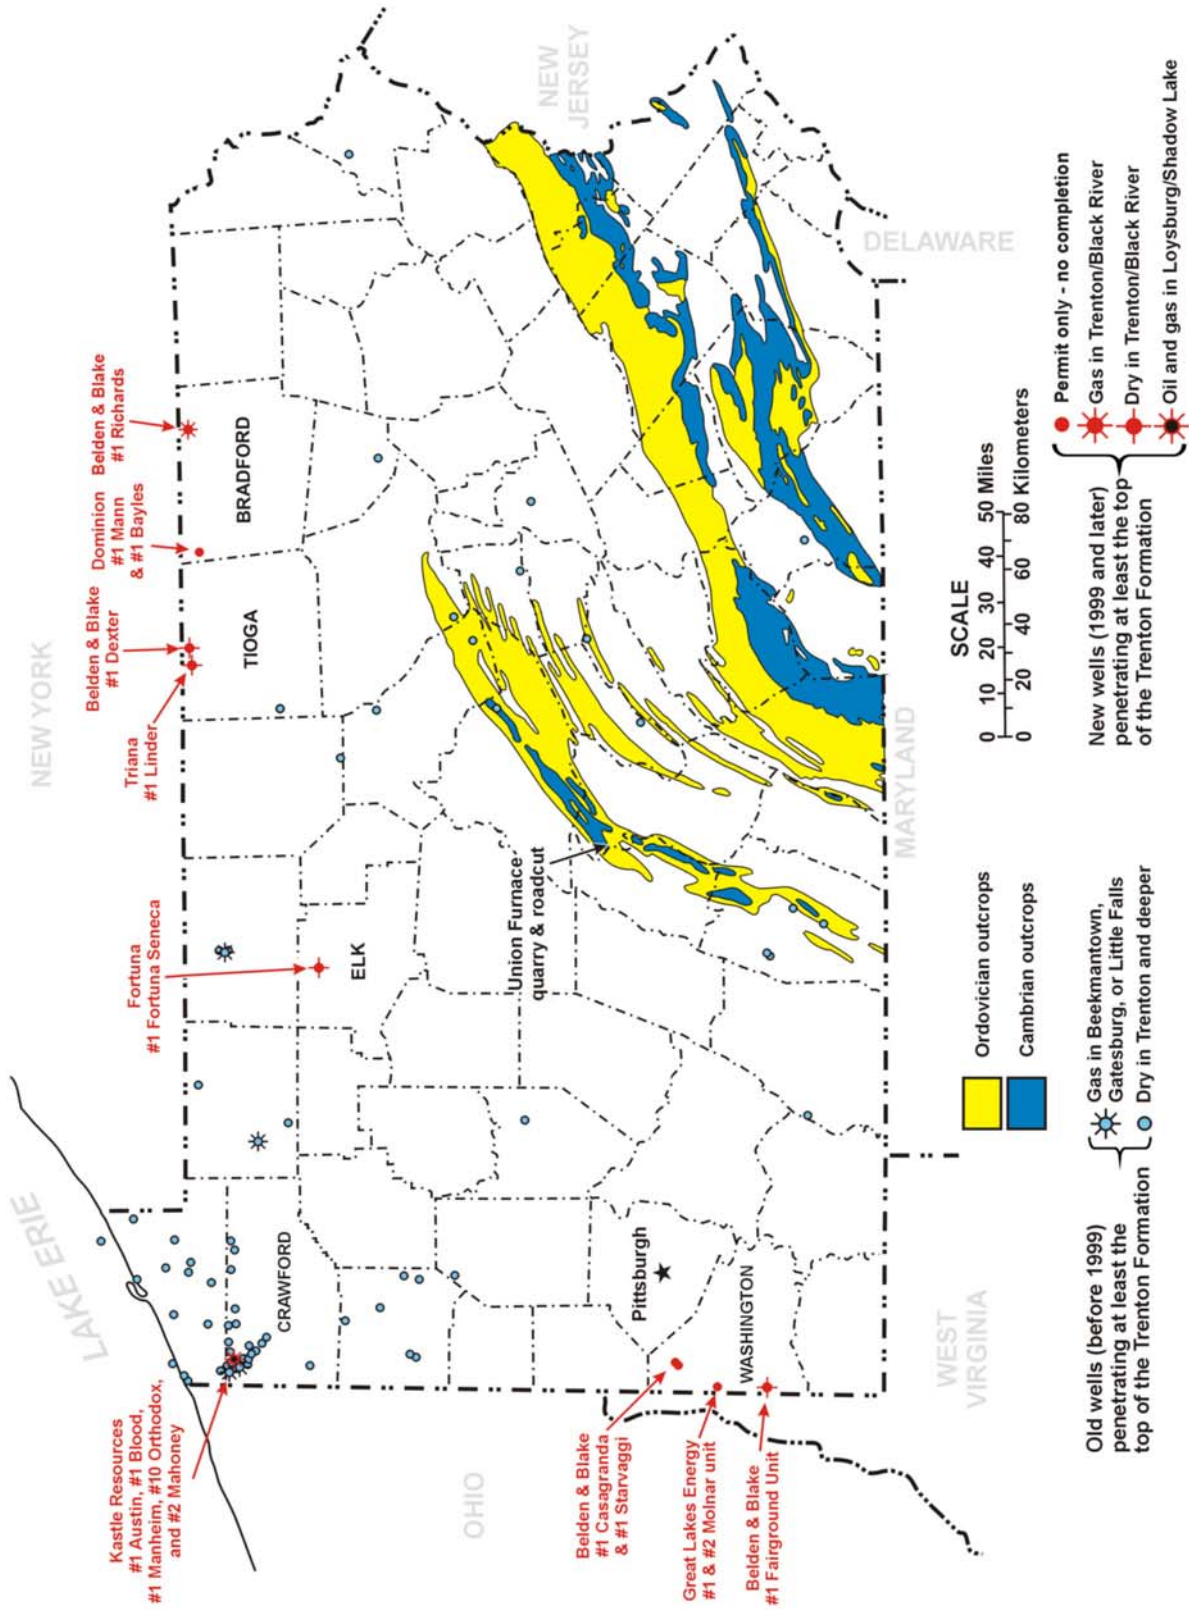 NEW YORK
LAKE ERIE
OHIO
WEST
VIRGINIA
MARYLAND
DELAWARE
NEW
JERSEY
Kastle Resources
#1 Austin, #1 Blood,
#1 Manheim, #10 Orthodox,
and #2 Mahoney
Fortuna
#1 Fortuna Seneca
Triana
#1 Linder
Belden & Blake
#1 Dexter
Dominion
#1 Mann
& #1 Bayles
Belden & Blake
#1 Richards
CRAWFORD
ELK
TIOGA
BRADFORD
Union Furnace
quarry & roadcut
Pittsburgh
WASHINGTON
Belden & Blake
#1 Casagranda
& #1 Starvaggi
Great Lakes Energy
#1 & #2 Molnar unit
Belden & Blake
#1 Fairground Unit
Ordovician outcrops
Cambrian outcrops
SCALE
0 10 20 30 40 50 Miles
0 20 40 60 80 Kilometers
Old wells (before 1999)
penetrating at least the
top of the Trenton Formation
Gas in Beekmantown,
Gatesburg, or Little Falls
Dry in Trenton and deeper
New wells (1999 and later)
penetrating at least the top
of the Trenton Formation
Permit only - no completion
Gas in Trenton/Black River
Dry in Trenton/Black River
Oil and gas in Loysburg/Shadow Lake